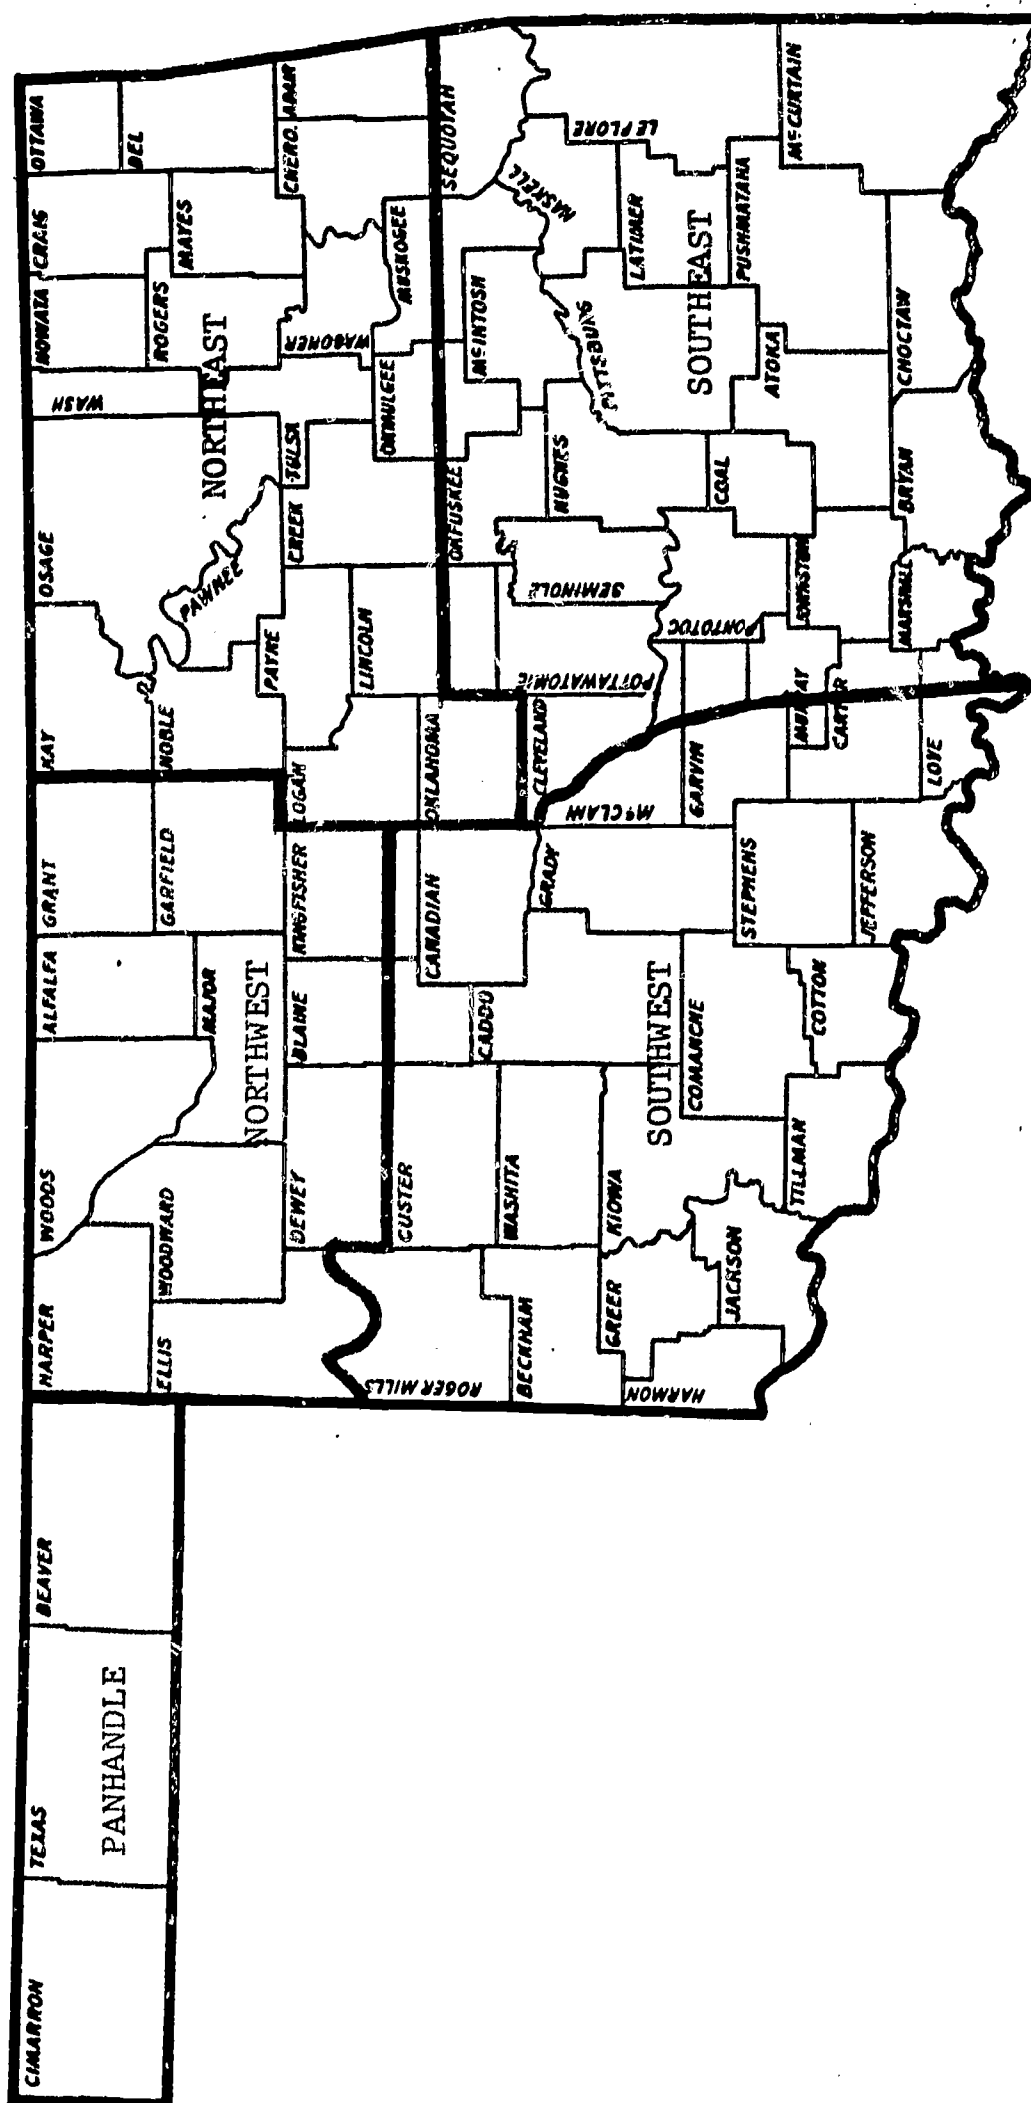 CIMARRON
TEXAS
BEAVER
PANHANDLE
HARPER
WOODS
ALFALFA
GRANT
KAY
OSAGE
WASH
NOWATA
CRAIG
OTTAWA
ELLIS
WOODWARD
MAJOR
GARFIELD
NOBLE
PAWNEE
ROGERS
MAYES
DEL
NORTHWEST
NORTHEAST
DEWEY
BLAINE
KINGFISHER
LOGAN
PAYNE
CREEK
TULSA
WAGONER
CHERO.
ADAIR
LINCOLN
ROGER MILLS
CUSTER
CANADIAN
OKLAHOMA
OKFUSKEE
OKMULGEE
MUSKOGEE
SEQUOYAH
BECKHAM
WASHITA
CADDO
GRADY
CLEVELAND
POTTAWATOMIE
SEMINOLE
HUGHES
MCINTOSH
HASKELL
LE FLORE
HARMON
GREER
KIOWA
SOUTHWEST
COMANCHE
MCCLAIN
GARVIN
PONTOTOC
COAL
PITTSBURG
SOUTHEAST
LATIMER
JACKSON
TILLMAN
COTTON
STEPHENS
MURRAY
CARTER
JOHNSTON
ATOKA
PUSHMATAHA
MCCURTAIN
JEFFERSON
LOVE
MARSHALL
BRYAN
CHOCTAW